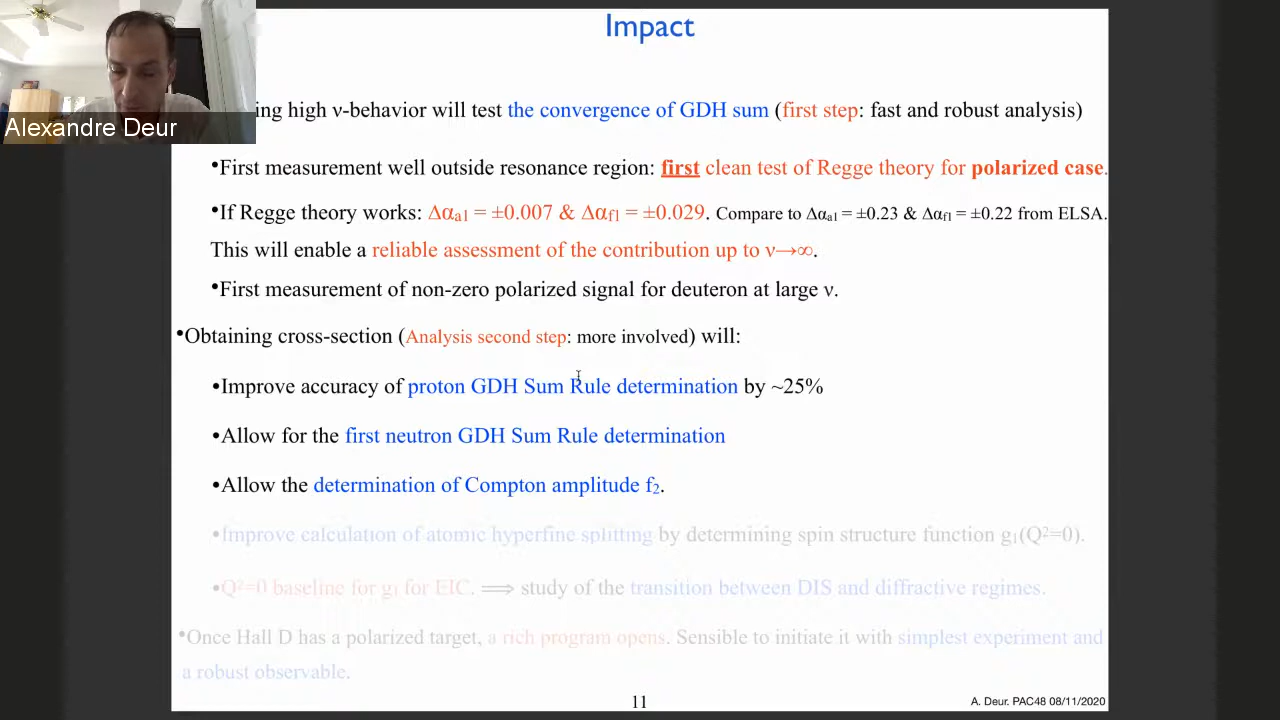 Impact
Alexandre Deur
ing high ν-behavior will test the convergence of GDH sum (first step: fast and robust analysis)
•First measurement well outside resonance region: first clean test of Regge theory for polarized case.
•If Regge theory works: Δαa1 = ±0.007 & Δαf1 = ±0.029. Compare to Δαa1 = ±0.23 & Δαf1 = ±0.22 from ELSA.
This will enable a reliable assessment of the contribution up to ν→∞.
•First measurement of non-zero polarized signal for deuteron at large ν.
•Obtaining cross-section (Analysis second step: more involved) will:
•Improve accuracy of proton GDH Sum Rule determination by ~25%
•Allow for the first neutron GDH Sum Rule determination
•Allow the determination of Compton amplitude f₂.
•Improve calculation of atomic hyperfine splitting by determining spin structure function g₁(Q²=0).
•Q²=0 baseline for g₁ for EIC. ⟹ study of the transition between DIS and diffractive regimes.
•Once Hall D has a polarized target, a rich program opens. Sensible to initiate it with simplest experiment and
a robust observable.
11
A. Deur. PAC48 08/11/2020